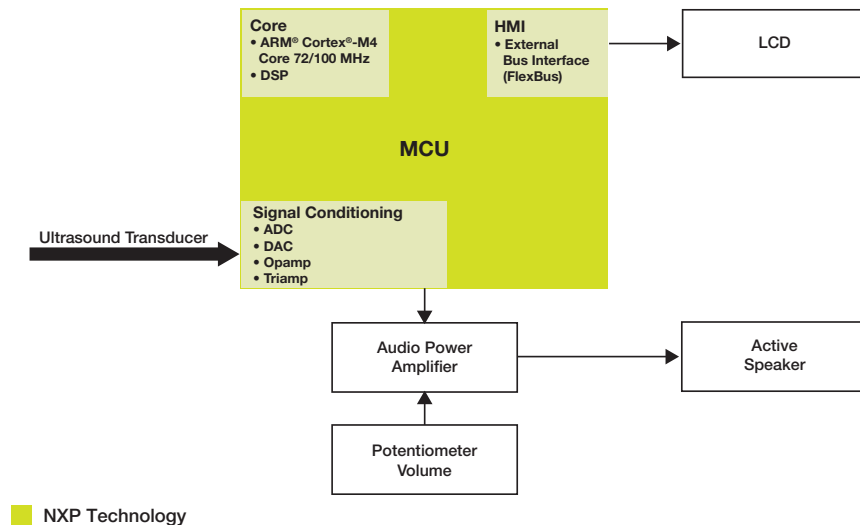 Core
• ARM® Cortex®-M4
Core 72/100 MHz
• DSP
HMI
• External
Bus Interface
(FlexBus)
LCD
MCU
Signal Conditioning
• ADC
• DAC
• Opamp
• Triamp
Ultrasound Transducer
Audio Power
Amplifier
Active
Speaker
Potentiometer
Volume
NXP Technology